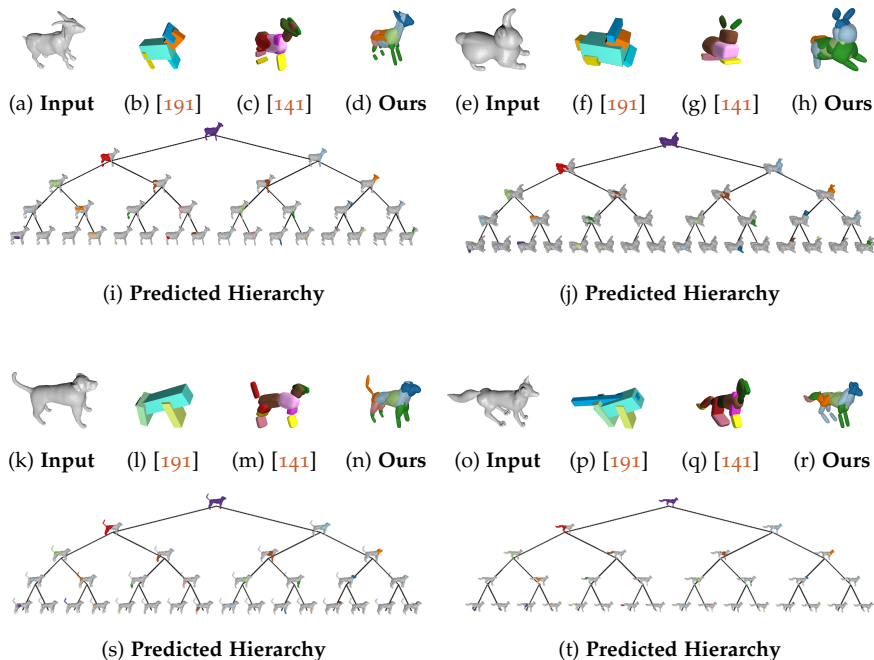 (a) Input (b) [191] (c) [141] (d) Ours (e) Input (f) [191] (g) [141] (h) Ours
(i) Predicted Hierarchy (j) Predicted Hierarchy
(k) Input (l) [191] (m) [141] (n) Ours (o) Input (p) [191] (q) [141] (r) Ours
(s) Predicted Hierarchy (t) Predicted Hierarchy